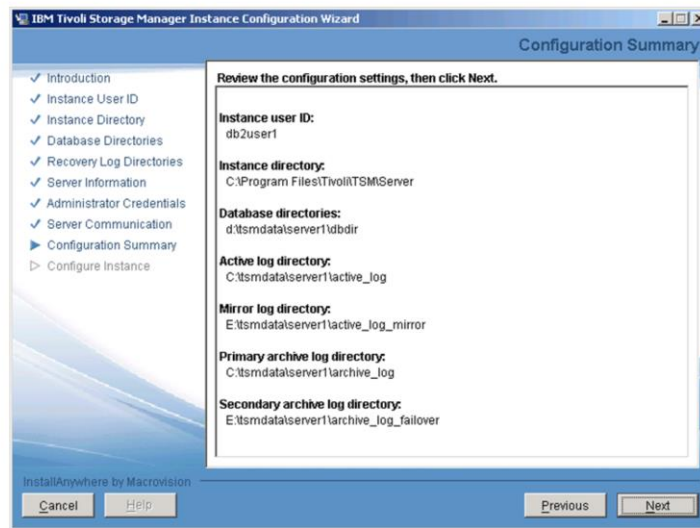 IBM Tivoli Storage Manager Instance Configuration Wizard
Configuration Summary
Introduction
Instance User ID
Instance Directory
Database Directories
Recovery Log Directories
Server Information
Administrator Credentials
Server Communication
Configuration Summary
Configure Instance
Review the configuration settings, then click Next.
Instance user ID:
db2user1
Instance directory:
C:\Program Files\Tivoli\TSM\Server
Database directories:
d:\tsmdata\server1\dbdir
Active log directory:
C:\tsmdata\server1\active_log
Mirror log directory:
E:\tsmdata\server1\active_log_mirror
Primary archive log directory:
C:\tsmdata\server1\archive_log
Secondary archive log directory:
E:\tsmdata\server1\archive_log_failover
InstallAnywhere by Macrovision
Cancel Help Previous Next